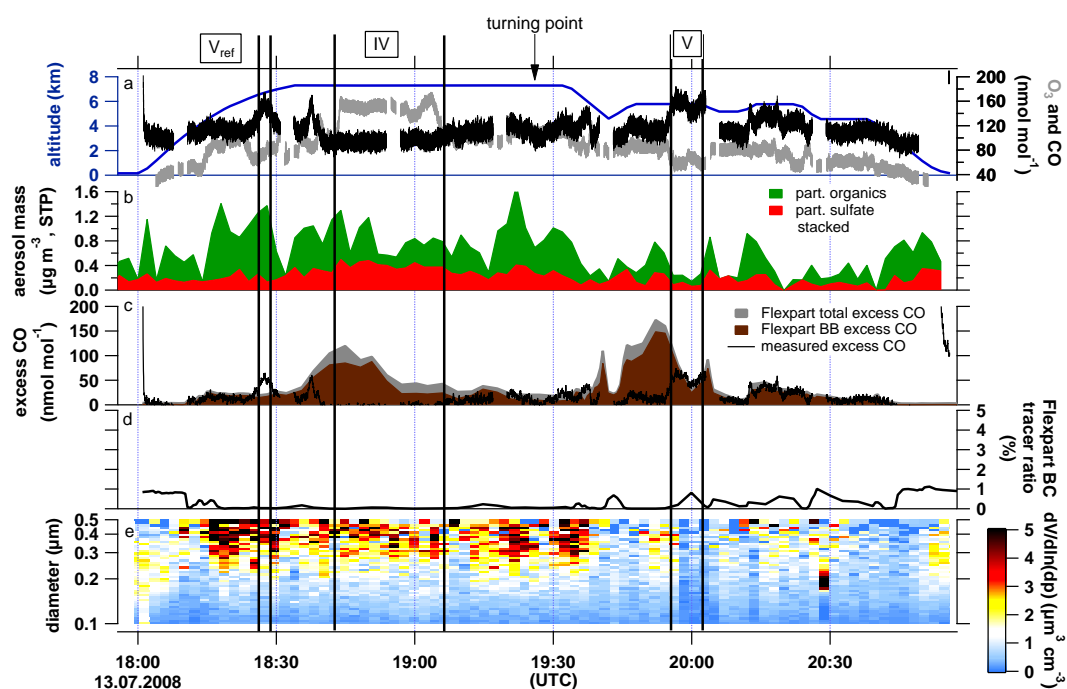 turning point
V_ref
IV
V
a
altitude (km)
8
6
4
2
0
200
160
120
80
40
O3 and CO
(nmol mol-1)
b
aerosol mass
(µg m-3 , STP)
1.6
1.2
0.8
0.4
0.0
part. organics
part. sulfate
stacked
c
excess CO
(nmol mol-1)
200
150
100
50
0
Flexpart total excess CO
Flexpart BB excess CO
measured excess CO
d
5
4
3
2
1
0
Flexpart BC
tracer ratio
(%)
e
diameter (µm)
0.5
0.4
0.3
0.2
0.1
5
4
3
2
1
0
dV/dln(dp) (µm3 cm-3)
18:00
18:30
19:00
19:30
20:00
20:30
13.07.2008
(UTC)